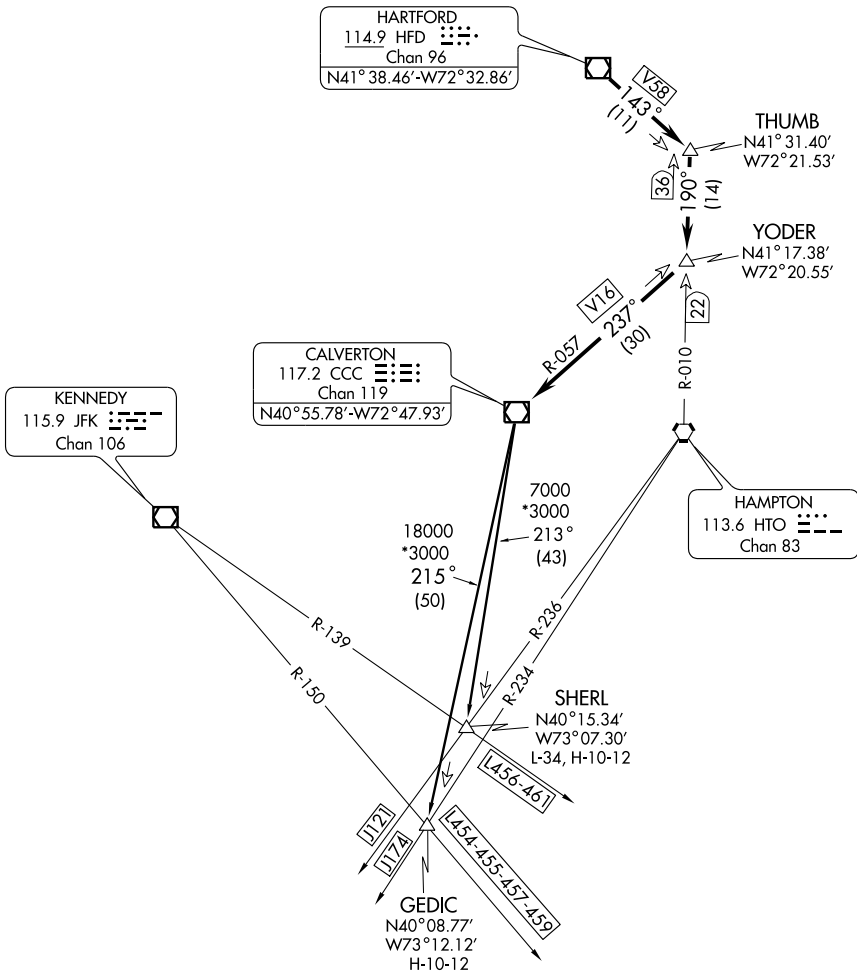 HARTFORD
114.9 HFD
Chan 96
N41°38.46'-W72°32.86'
V58
143°
(11)
THUMB
N41°31.40'
W72°21.53'
36
190°
(14)
YODER
N41°17.38'
W72°20.55'
V16
237°
(30)
R-057
22
R-010
CALVERTON
117.2 CCC
Chan 119
N40°55.78'-W72°47.93'
KENNEDY
115.9 JFK
Chan 106
HAMPTON
113.6 HTO
Chan 83
7000
*3000
213°
(43)
18000
*3000
215°
(50)
R-139
R-150
R-236
R-234
SHERL
N40°15.34'
W73°07.30'
L-34, H-10-12
L456-461
J121
J174
L454-455-457-459
GEDIC
N40°08.77'
W73°12.12'
H-10-12